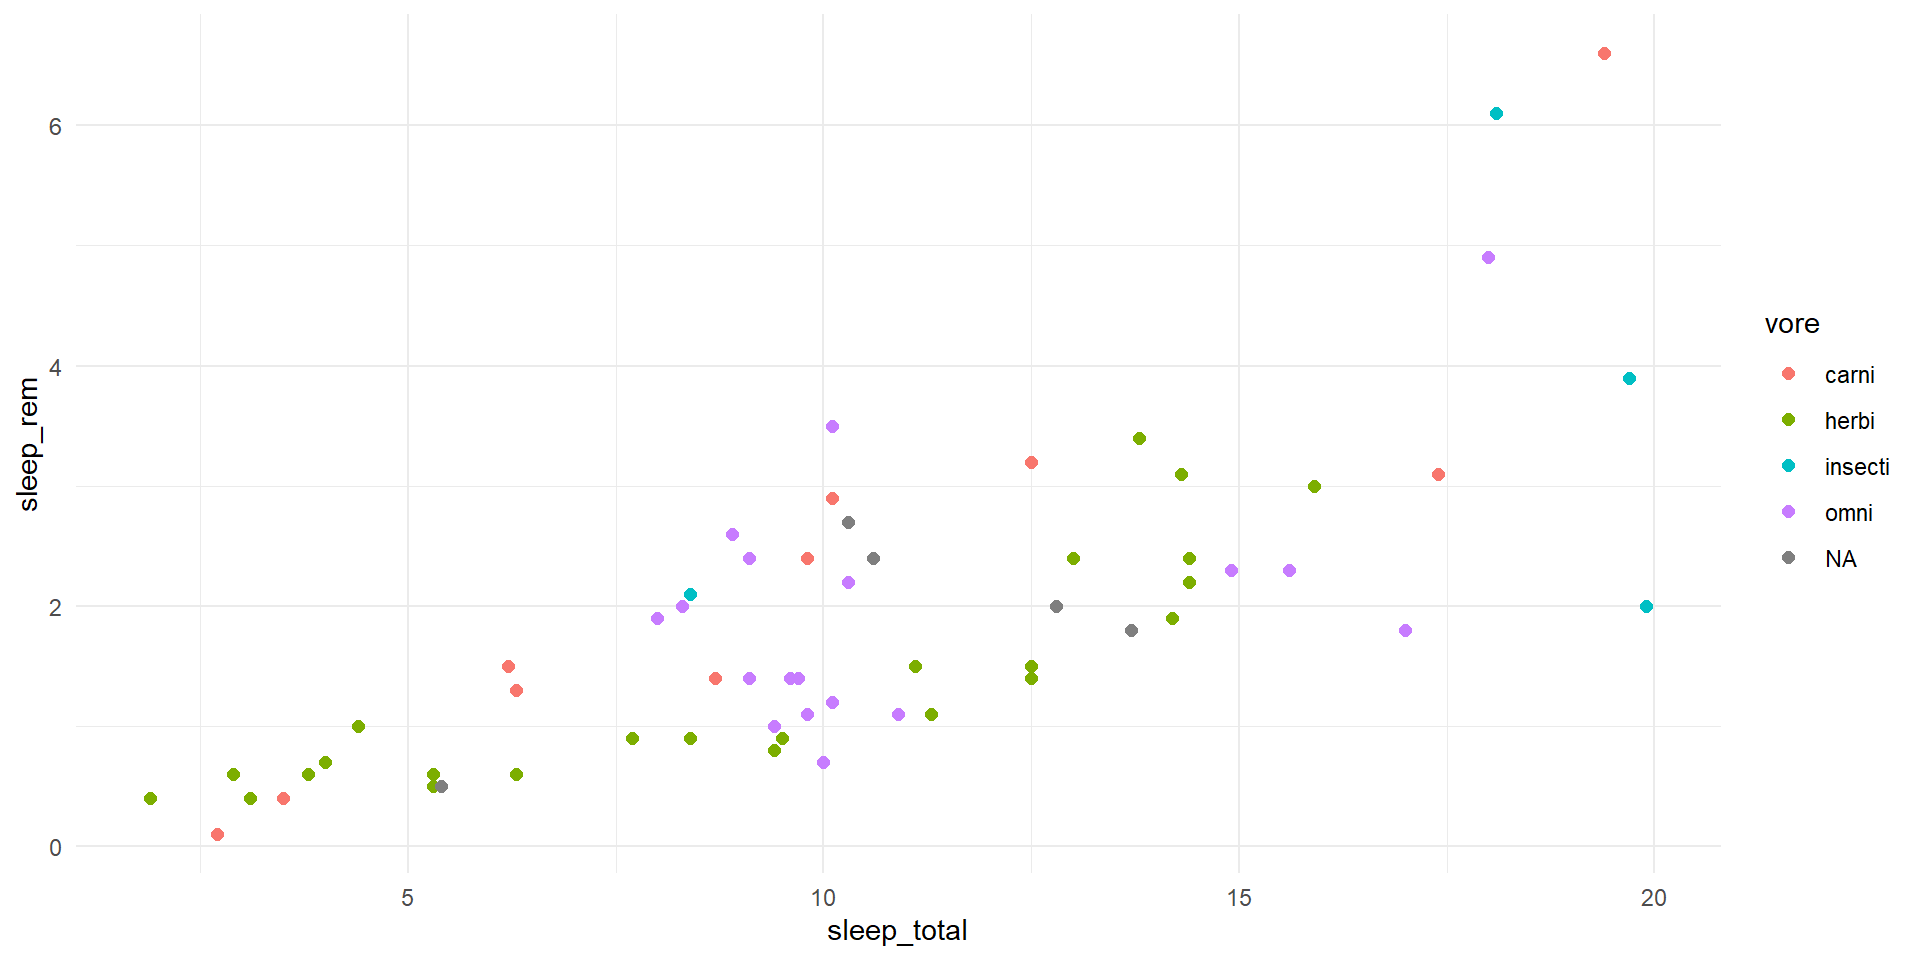 6
4
2
0
sleep_rem
5 10 15 20
sleep_total
vore
carni
herbi
insecti
omni
NA